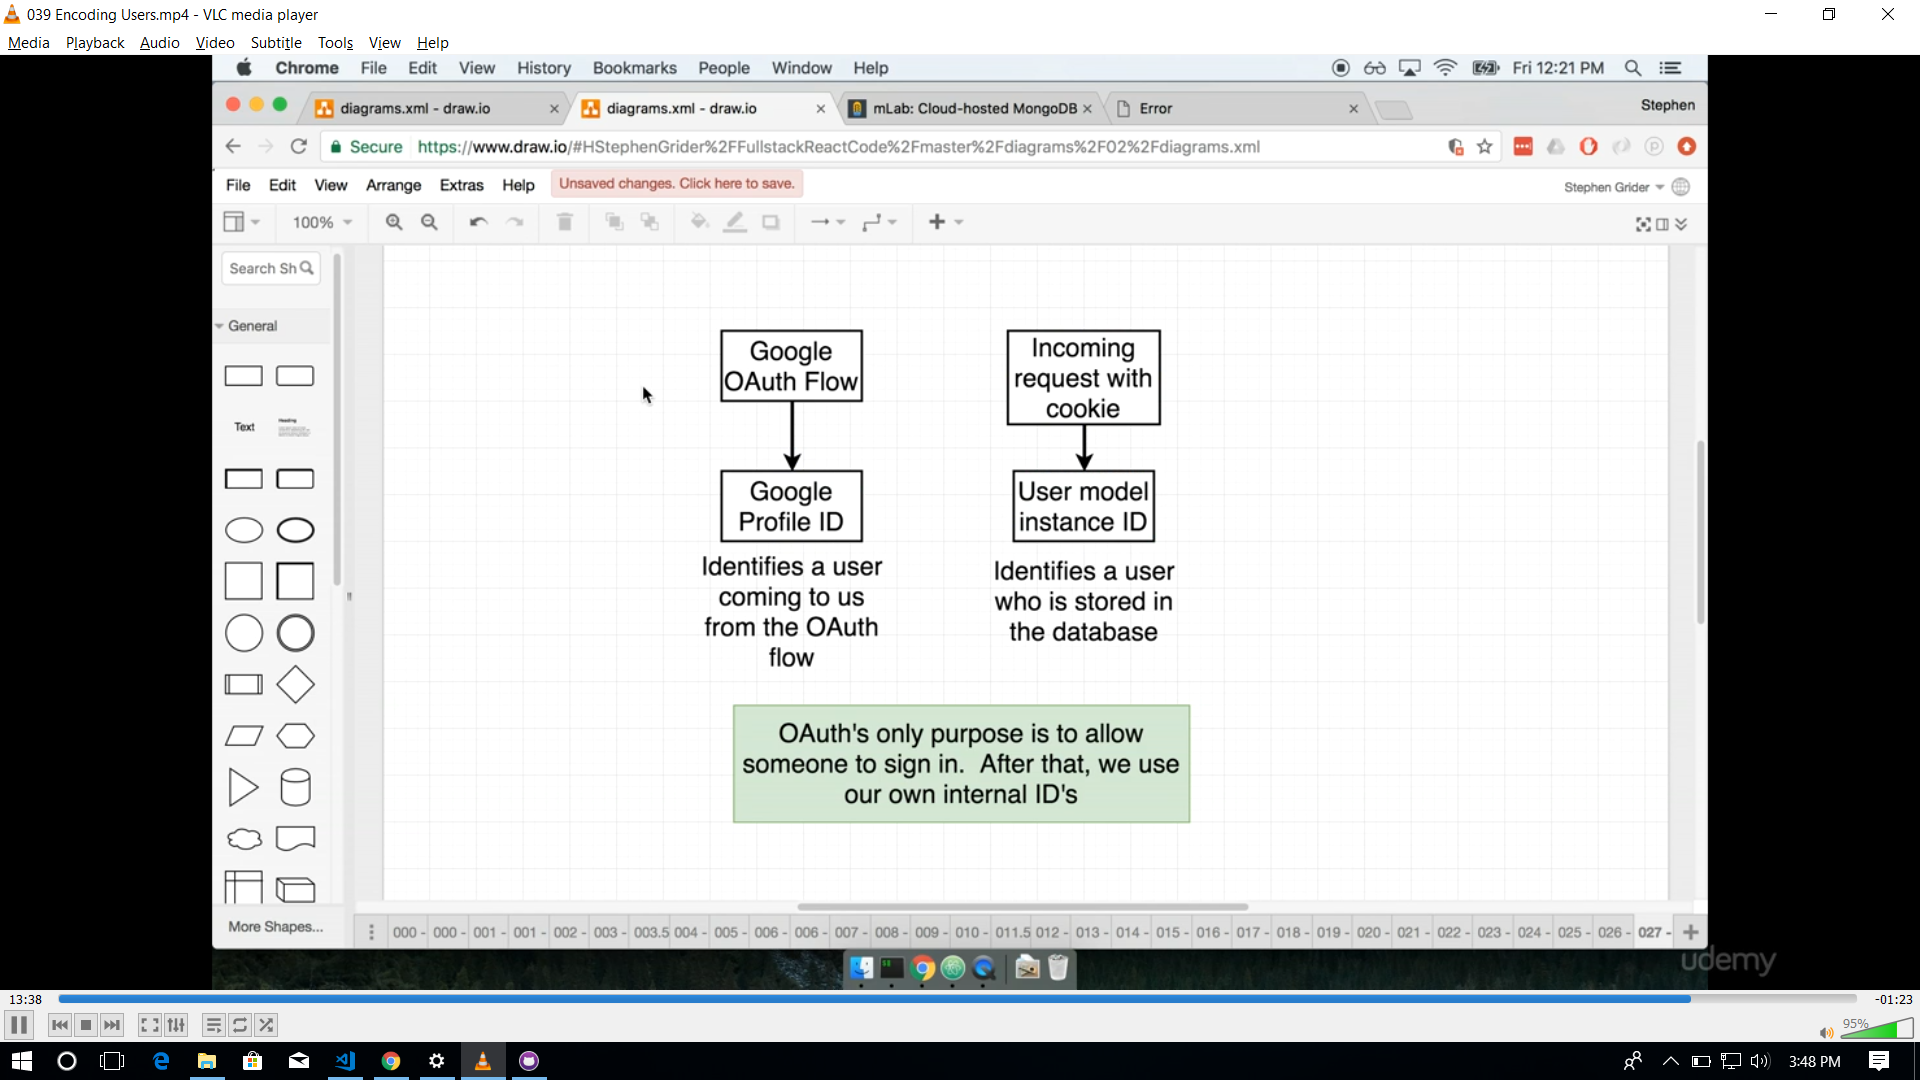 039 Encoding Users.mp4 - VLC media player
Media Playback Audio Video Subtitle Tools View Help
Chrome File Edit View History Bookmarks People Window Help Fri 12:21 PM
diagrams.xml - draw.io diagrams.xml - draw.io mLab: Cloud-hosted MongoDB Error Stephen
Secure https://www.draw.io/#HStephenGrider%2FFullstackReactCode%2Fmaster%2Fdiagrams%2F02%2Fdiagrams.xml
File Edit View Arrange Extras Help Unsaved changes. Click here to save. Stephen Grider
100%
Search Sh
General
Text
Heading
Google
OAuth Flow
Google
Profile ID
Identifies a user
coming to us
from the OAuth
flow
Incoming
request with
cookie
User model
instance ID
Identifies a user
who is stored in
the database
OAuth's only purpose is to allow
someone to sign in. After that, we use
our own internal ID's
More Shapes...
000 - 000 - 001 - 001 - 002 - 003 - 003.5 004 - 005 - 006 - 006 - 007 - 008 - 009 - 010 - 011.5 012 - 013 - 014 - 015 - 016 - 017 - 018 - 019 - 020 - 021 - 022 - 023 - 024 - 025 - 026 - 027 -
udemy
13:38 -01:23
95%
3:48 PM